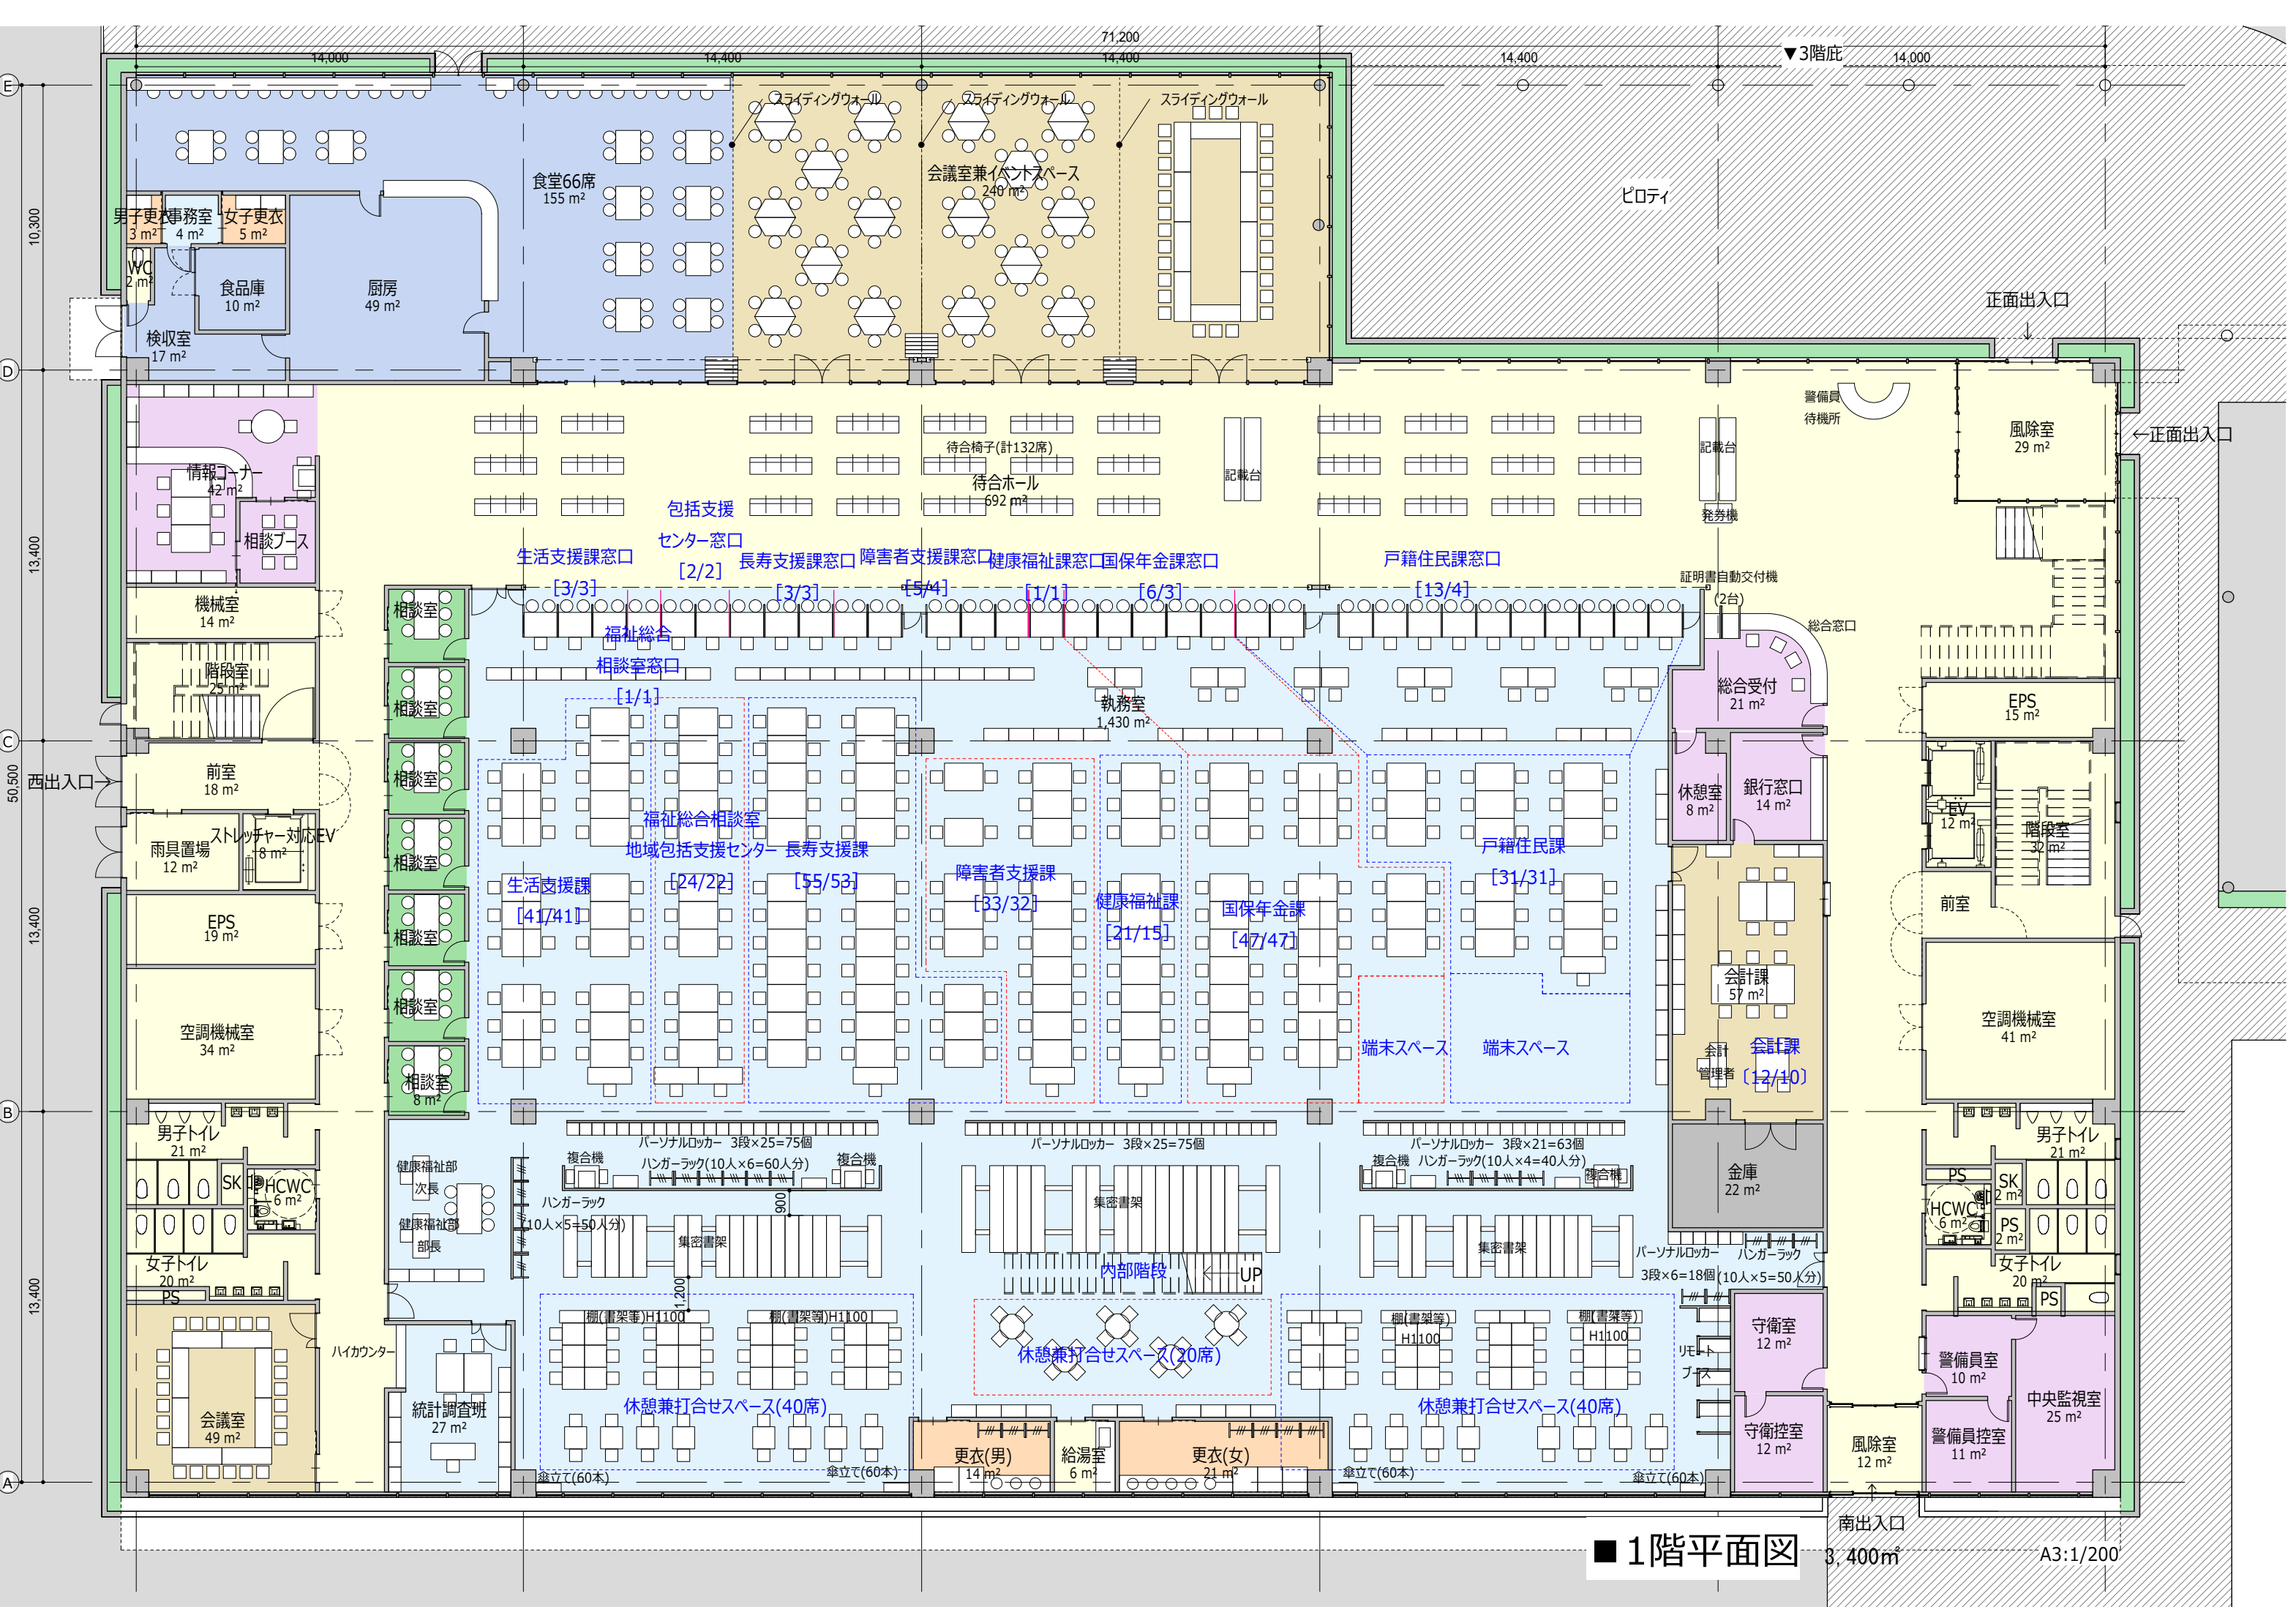 71,200
14,000
14,400
14,400
14,400
14,000
▼3階庇
E
D
C
B
A
10,300
13,400
13,400
13,400
50,500
スライディングウォール
スライディングウォール
スライディングウォール
食堂66席
155 m²
会議室兼イベントスペース
240 m²
ピロティ
男子更衣
3 m²
事務室
4 m²
女子更衣
5 m²
WC
2 m²
食品庫
10 m²
厨房
49 m²
検収室
17 m²
正面出入口
←正面出入口
警備員
待機所
風除室
29 m²
情報コーナー
42 m²
相談ブース
待合椅子(計132席)
待合ホール
692 m²
記載台
記載台
発券機
生活支援課窓口
[3/3]
包括支援
センター窓口
[2/2]
長寿支援課窓口
[3/3]
障害者支援課窓口
[5/4]
健康福祉課窓口
[1/1]
国保年金課窓口
[6/3]
戸籍住民課窓口
[13/4]
証明書自動交付機
(2台)
総合窓口
福祉総合
相談室窓口
[1/1]
機械室
14 m²
階段室
25 m²
相談室
相談室
相談室
相談室
相談室
相談室
相談室
8 m²
執務室
1,430 m²
総合受付
21 m²
EPS
15 m²
西出入口→
前室
18 m²
雨具置場
12 m²
ストレッチャー対応EV
8 m²
休憩室
8 m²
銀行窓口
14 m²
EV
12 m²
階段室
32 m²
福祉総合相談室
地域包括支援センター
[24/22]
長寿支援課
[55/53]
生活支援課
[41/41]
障害者支援課
[33/32]
健康福祉課
[21/15]
国保年金課
[47/47]
戸籍住民課
[31/31]
前室
EPS
19 m²
空調機械室
34 m²
会計課
57 m²
会計
管理者
会計課
〔12/10〕
空調機械室
41 m²
端末スペース
端末スペース
男子トイレ
21 m²
SK
HCWC
6 m²
女子トイレ
20 m²
PS
パーソナルロッカー 3段×25=75個
パーソナルロッカー 3段×25=75個
パーソナルロッカー 3段×21=63個
複合機
ハンガーラック(10人×6=60人分)
複合機
複合機
ハンガーラック(10人×4=40人分)
複合機
健康福祉部
次長
健康福祉部
部長
ハンガーラック
(10人×5=50人分)
900
集密書架
集密書架
集密書架
1,200
内部階段
UP
金庫
22 m²
男子トイレ
21 m²
PS
SK
2 m²
HCWC
6 m²
PS
2 m²
女子トイレ
20 m²
PS
パーソナルロッカー
3段×6=18個
ハンガーラック
(10人×5=50人分)
会議室
49 m²
ハイカウンター
統計調査班
27 m²
棚(書架等)H1100
棚(書架等)H1100
棚(書架等)
H1100
棚(書架等)
H1100
休憩兼打合せスペース(40席)
休憩兼打合せスペース(20席)
休憩兼打合せスペース(40席)
リモート
ブース
守衛室
12 m²
守衛控室
12 m²
警備員室
10 m²
警備員控室
11 m²
中央監視室
25 m²
風除室
12 m²
更衣(男)
14 m²
給湯室
6 m²
更衣(女)
21 m²
傘立て(60本)
傘立て(60本)
傘立て(60本)
傘立て(60本)
南出入口
■1階平面図
3,400㎡
A3:1/200